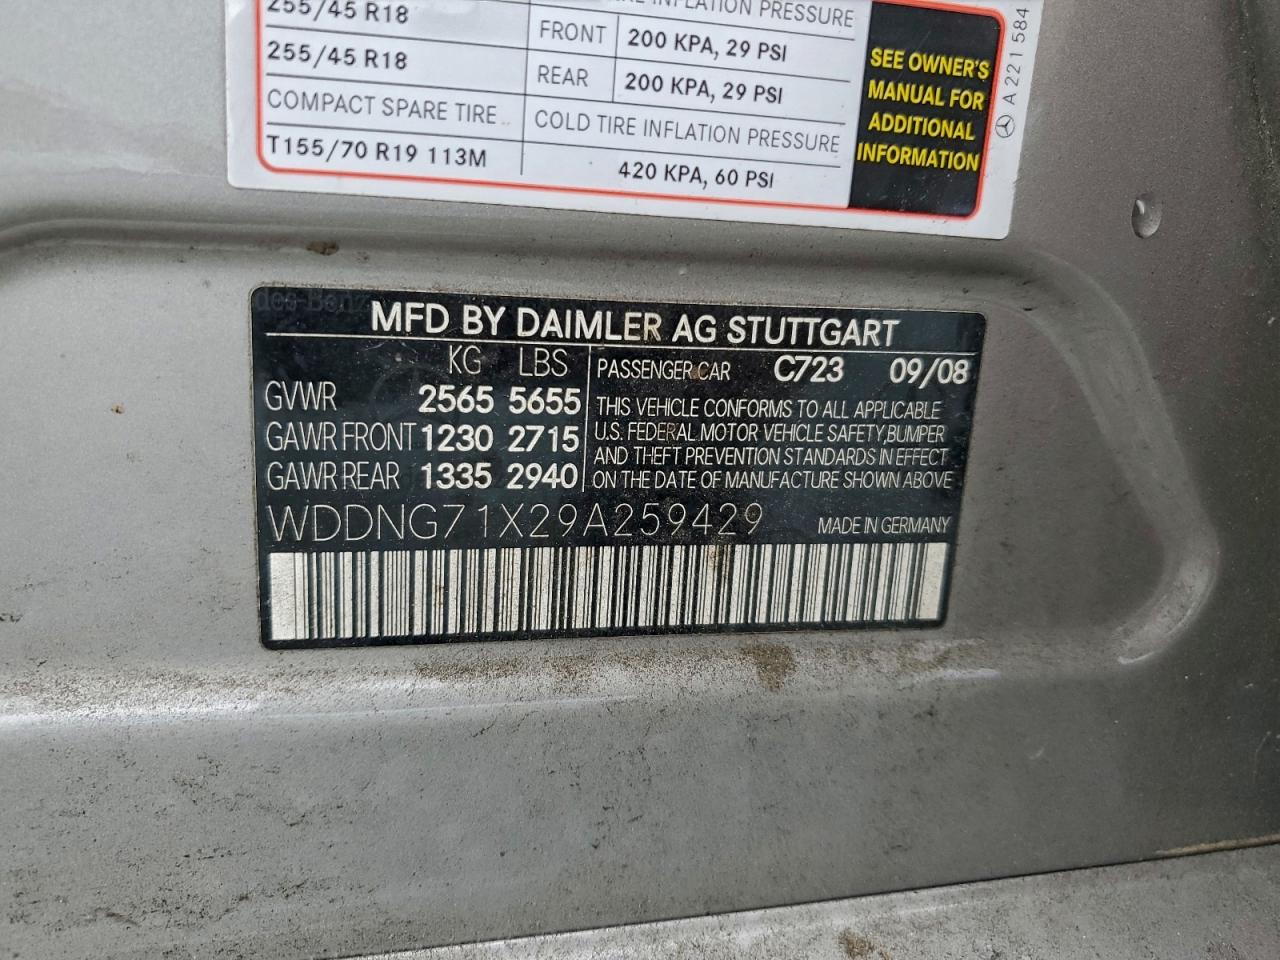 255/45 R18
TIRE INFLATION PRESSURE
FRONT
200 KPA, 29 PSI
255/45 R18
REAR
200 KPA, 29 PSI
COMPACT SPARE TIRE
COLD TIRE INFLATION PRESSURE
T155/70 R19 113M
420 KPA, 60 PSI
SEE OWNER'S
MANUAL FOR
ADDITIONAL
INFORMATION
A 221 584
MFD BY DAIMLER AG STUTTGART
KG LBS
GVWR 2565 5655
GAWR FRONT 1230 2715
GAWR REAR 1335 2940
PASSENGER CAR C723 09/08
THIS VEHICLE CONFORMS TO ALL APPLICABLE
U.S. FEDERAL MOTOR VEHICLE SAFETY,BUMPER
AND THEFT PREVENTION STANDARDS IN EFFECT
ON THE DATE OF MANUFACTURE SHOWN ABOVE
WDDNG71X29A259429
MADE IN GERMANY